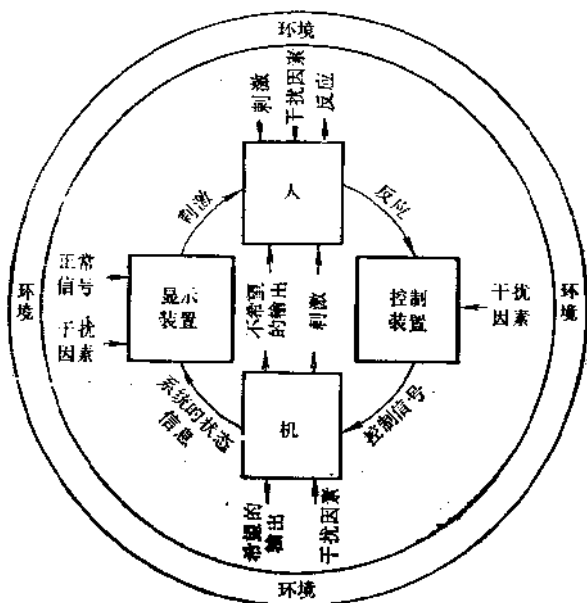 环境
刺激
干扰因素
反应
人
刺激
反应
正常
信号
干扰
因素
显示
装置
不希望
的输出
刺激
控制
装置
干扰
因素
环境
环境
系统的状态
信息
控制信号
机
希望的
输出
干扰因素
环境